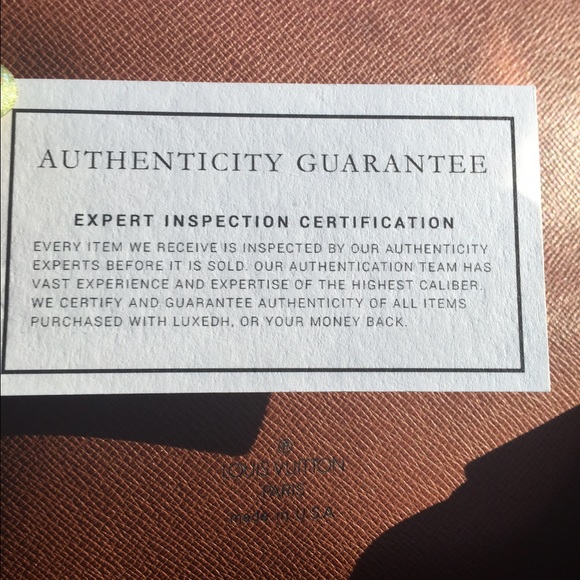 AUTHENTICITY GUARANTEE
EXPERT INSPECTION CERTIFICATION
EVERY ITEM WE RECEIVE IS INSPECTED BY OUR AUTHENTICITY
EXPERTS BEFORE IT IS SOLD. OUR AUTHENTICATION TEAM HAS
VAST EXPERIENCE AND EXPERTISE OF THE HIGHEST CALIBER.
WE CERTIFY AND GUARANTEE AUTHENTICITY OF ALL ITEMS
PURCHASED WITH LUXEDH, OR YOUR MONEY BACK.
®
LOUIS VUITTON
PARIS
made in U.S.A